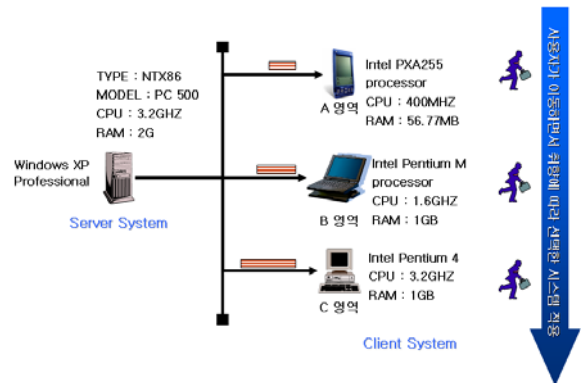 TYPE : NTX86
MODEL : PC 500
CPU : 3.2GHZ
RAM : 2G
Windows XP
Professional
Server System
Intel PXA255
processor
CPU : 400MHZ
RAM : 56.77MB
A 영역
Intel Pentium M
processor
CPU : 1.6GHZ
RAM : 1GB
B 영역
Intel Pentium 4
CPU : 3.2GHZ
RAM : 1GB
C 영역
Client System
사용자가 이동하면서 취향에 따라 선택한 시스템 적용